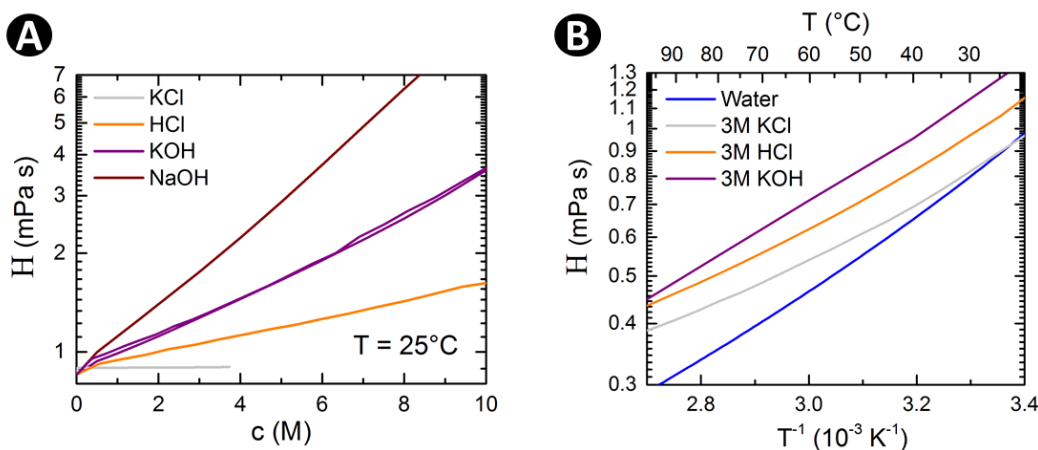 A
H (mPa s)
7
6
5
4
3
2
1
KCl
HCl
KOH
NaOH
T = 25°C
0 2 4 6 8 10
c (M)
B
T (°C)
90 80 70 60 50 40 30
H (mPa s)
1.3
1.2
1.1
1
0.9
0.8
0.7
0.6
0.5
0.4
0.3
Water
3M KCl
3M HCl
3M KOH
2.8 3.0 3.2 3.4
T⁻¹ (10⁻³ K⁻¹)